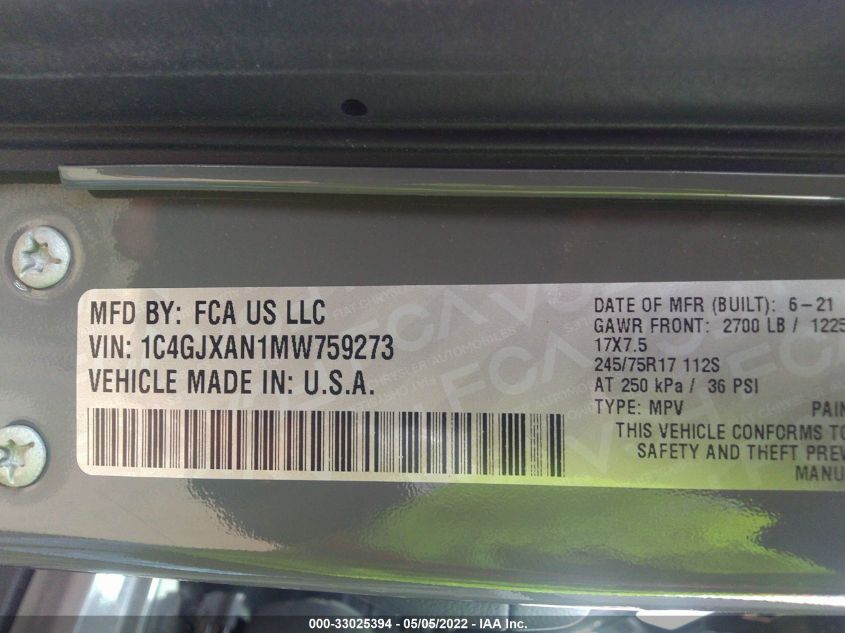 MFD BY: FCA US LLC
VIN: 1C4GJXAN1MW759273
VEHICLE MADE IN: U.S.A.
DATE OF MFR (BUILT): 6-21
GAWR FRONT: 2700 LB / 1225
17X7.5
245/75R17 112S
AT 250 kPa / 36 PSI
TYPE: MPV PAIN
THIS VEHICLE CONFORMS TO
SAFETY AND THEFT PREV
MANU
000-33025394 - 05/05/2022 - IAA Inc.